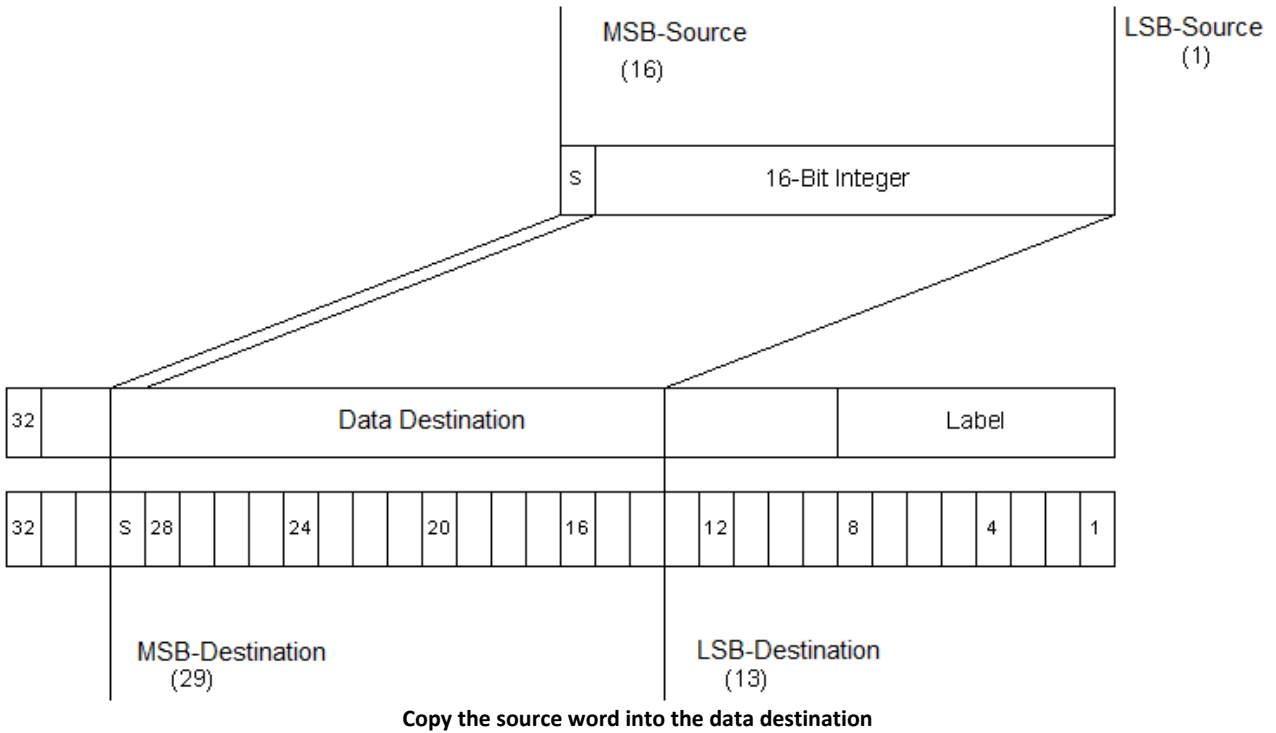 MSB-Source
(16)
LSB-Source
(1)
S 16-Bit Integer
32 Data Destination Label
32 S 28 24 20 16 12 8 4 1
MSB-Destination
(29)
LSB-Destination
(13)
Copy the source word into the data destination